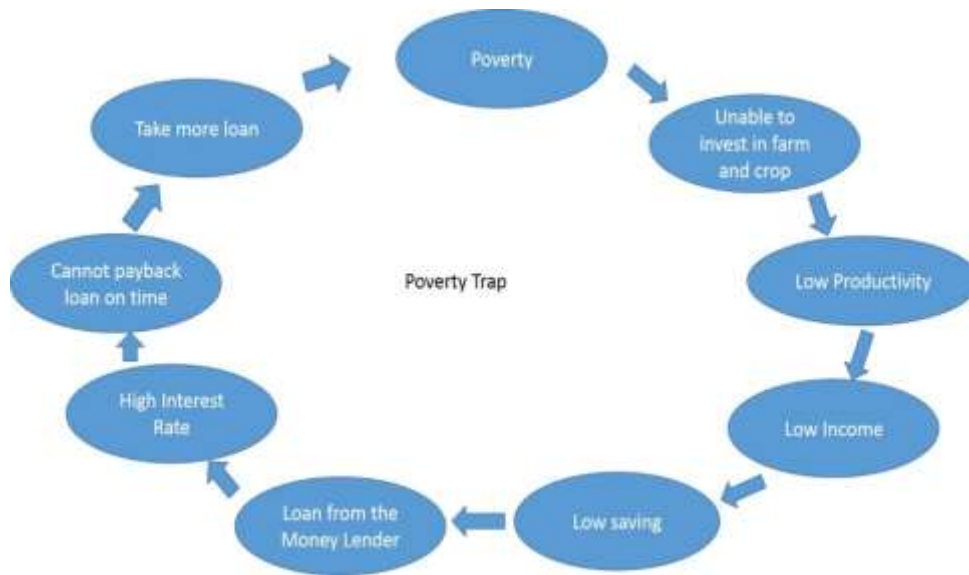 Poverty
Unable to
invest in farm
and crop
Low Productivity
Low Income
Low saving
Loan from the
Money Lender
High Interest
Rate
Cannot payback
loan on time
Take more loan
Poverty Trap